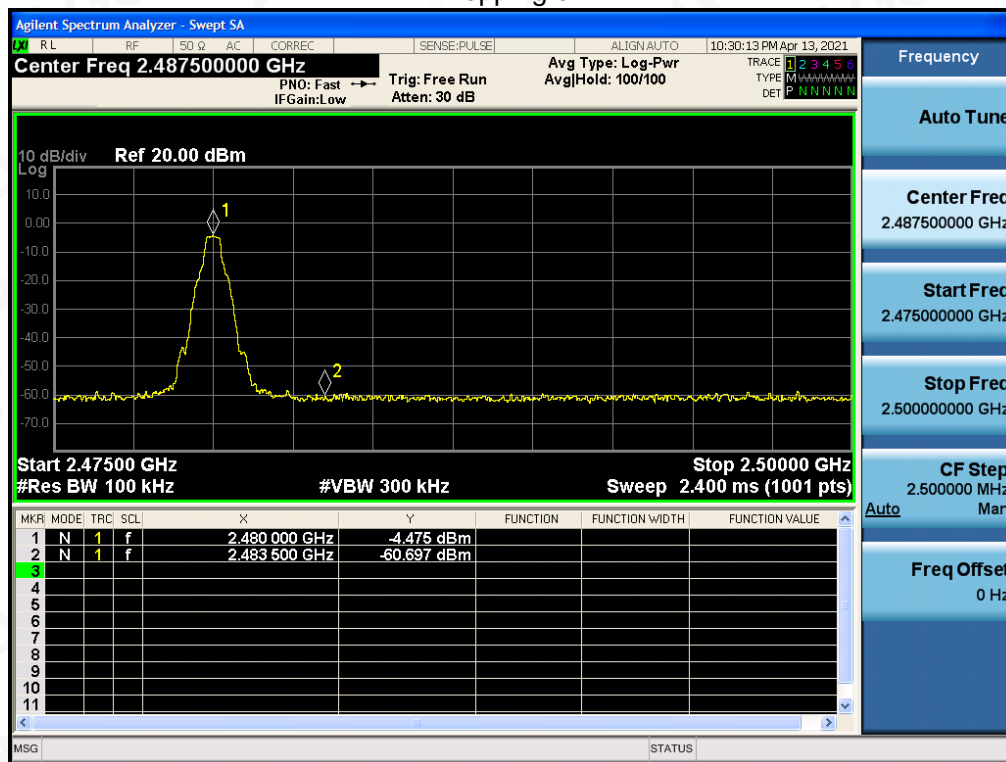 opping
Agilent Spectrum Analyzer - Swept SA
LXI RL RF 50 Ω AC CORREC SENSE:PULSE ALIGN AUTO 10:30:13 PM Apr 13, 2021
Center Freq 2.487500000 GHz
PNO: Fast
IFGain:Low
Trig: Free Run
Atten: 30 dB
Avg Type: Log-Pwr
Avg|Hold: 100/100
TRACE 1 2 3 4 5 6
TYPE M WWWWW
DET P N N N N N
10 dB/div Ref 20.00 dBm
Log
10.0
0.00
-10.0
-20.0
-30.0
-40.0
-50.0
-60.0
-70.0
1
2
Start 2.47500 GHz Stop 2.50000 GHz
#Res BW 100 kHz #VBW 300 kHz Sweep 2.400 ms (1001 pts)
MKR MODE TRC SCL X Y FUNCTION FUNCTION WIDTH FUNCTION VALUE
1 N 1 f 2.480 000 GHz -4.475 dBm
2 N 1 f 2.483 500 GHz -60.697 dBm
3
4
5
6
7
8
9
10
11
MSG STATUS
Frequency
Auto Tune
Center Freq
2.487500000 GHz
Start Freq
2.475000000 GHz
Stop Freq
2.500000000 GHz
CF Step
2.500000 MHz
Auto Man
Freq Offset
0 Hz